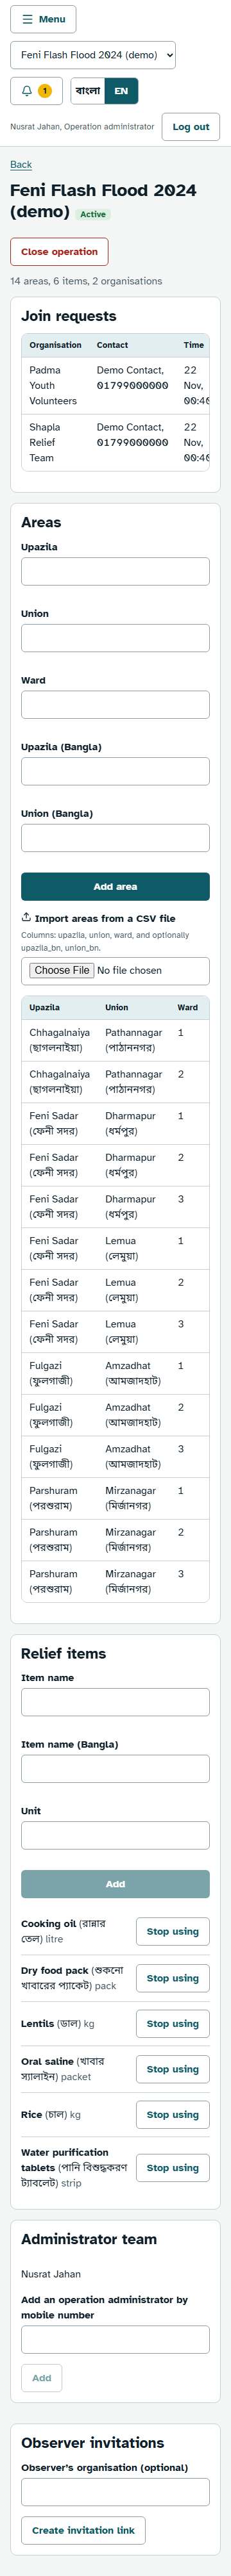 Menu
Feni Flash Flood 2024 (demo)
1
বাংলা EN
Nusrat Jahan, Operation administrator Log out
Back
Feni Flash Flood 2024
(demo) Active
Close operation
14 areas, 6 items, 2 organisations
Join requests
Organisation Contact Time
Padma Youth Volunteers Demo Contact, 01799000000 22 Nov,
Shapla Relief Team Demo Contact, 01799000000 22 Nov,
Areas
Upazila
Union
Ward
Upazila (Bangla)
Union (Bangla)
Add area
Import areas from a CSV file
Columns: upazila, union, ward, and optionally
upazila_bn, union_bn.
Choose File No file chosen
Upazila Union Ward
Chhagalnaiya Pathannagar 1
(ছাগলনাইয়া) (পাঠাননগর)
Chhagalnaiya Pathannagar 2
(ছাগলনাইয়া) (পাঠাননগর)
Feni Sadar Dharmapur 1
(ফেনী সদর) (ধর্মপুর)
Feni Sadar Dharmapur 2
(ফেনী সদর) (ধর্মপুর)
Feni Sadar Dharmapur 3
(ফেনী সদর) (ধর্মপুর)
Feni Sadar Lemua 1
(ফেনী সদর) (লেমুয়া)
Feni Sadar Lemua 2
(ফেনী সদর) (লেমুয়া)
Feni Sadar Lemua 3
(ফেনী সদর) (লেমুয়া)
Fulgazi Amzadhat 1
(ফুলগাজী) (আমজাদহাট)
Fulgazi Amzadhat 2
(ফুলগাজী) (আমজাদহাট)
Fulgazi Amzadhat 3
(ফুলগাজী) (আমজাদহাট)
Parshuram Mirzanagar 1
(পরশুরাম) (মির্জানগর)
Parshuram Mirzanagar 2
(পরশুরাম) (মির্জানগর)
Parshuram Mirzanagar 3
(পরশুরাম) (মির্জানগর)
Relief items
Item name
Item name (Bangla)
Unit
Add
Cooking oil (রান্নার
তেল) litre Stop using
Dry food pack (শুকনো
খাবারের প্যাকেট) pack Stop using
Lentils (ডাল) kg Stop using
Oral saline (খাবার
স্যালাইন) packet Stop using
Rice (চাল) kg Stop using
Water purification
tablets (পানি বিশুদ্ধকরণ Stop using
ট্যাবলেট) strip
Administrator team
Nusrat Jahan
Add an operation administrator by
mobile number
Add
Observer invitations
Observer's organisation (optional)
Create invitation link